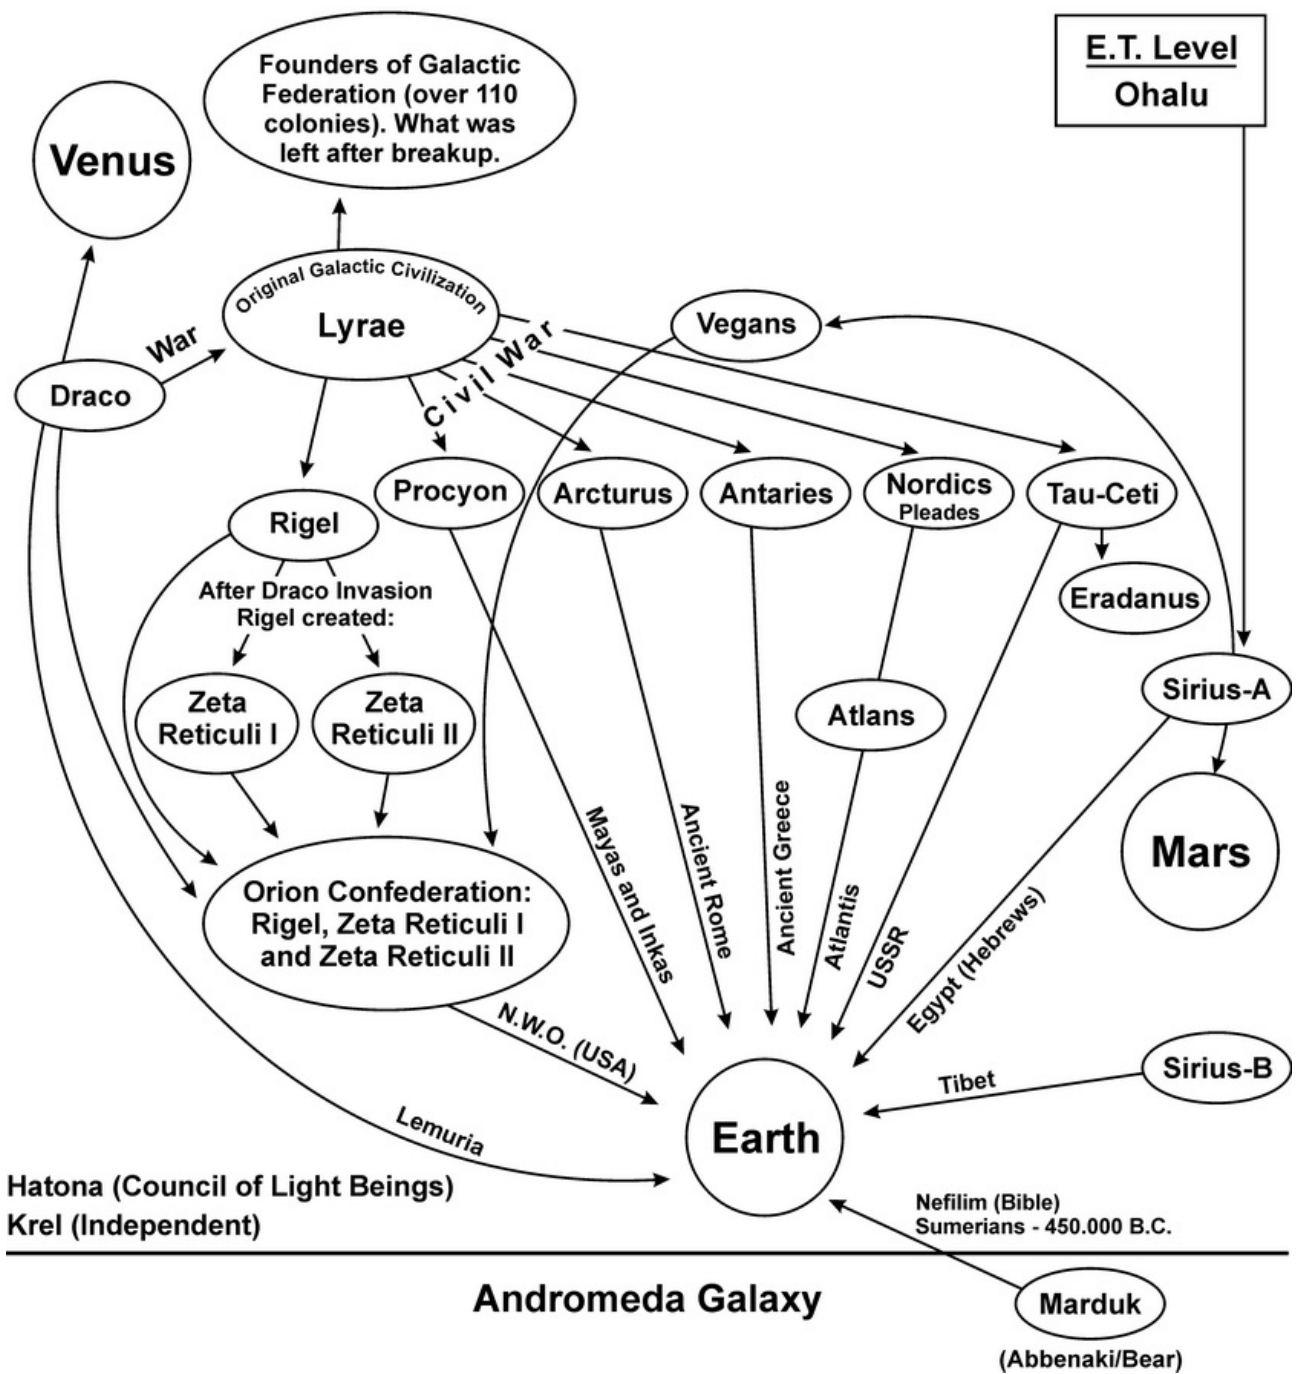 E.T. Level
Ohalu
Founders of Galactic
Federation (over 110
colonies). What was
left after breakup.
Venus
Original Galactic Civilization
Lyrae
War
Draco
Civil War
Vegans
Rigel
Procyon
Arcturus
Antaries
Nordics
Pleades
Tau-Ceti
Eradanus
After Draco Invasion
Rigel created:
Zeta
Reticuli I
Zeta
Reticuli II
Atlans
Sirius-A
Mars
Orion Confederation:
Rigel, Zeta Reticuli I
and Zeta Reticuli II
Mayas and Inkas
Ancient Rome
Ancient Greece
Atlantis
USSR
Egypt (Hebrews)
N.W.O. (USA)
Tibet
Sirius-B
Lemuria
Earth
Hatona (Council of Light Beings)
Krel (Independent)
Nefilim (Bible)
Sumerians - 450.000 B.C.
Andromeda Galaxy
Marduk
(Abbenaki/Bear)